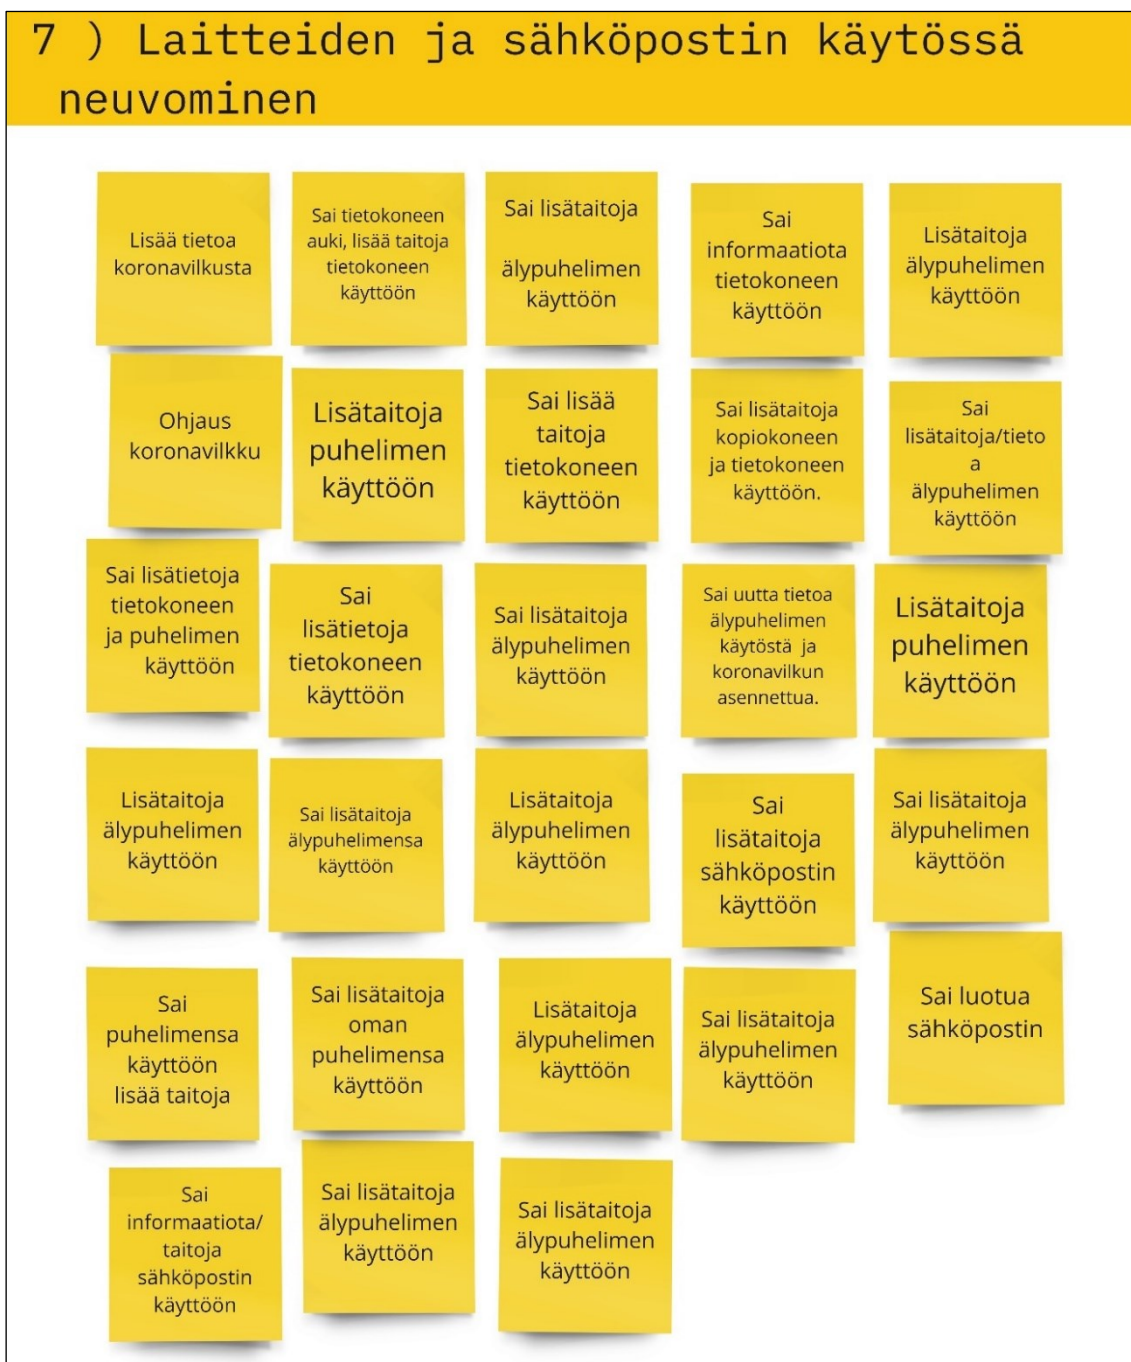 7 ) Laitteiden ja sähköpostin käytössä
neuvominen
Lisää tietoa
koronavilkusta
Sai tietokoneen
auki, lisää taitoja
tietokoneen
käyttöön
Sai lisätaitoja
älypuhelimen
käyttöön
Sai
informaatiota
tietokoneen
käyttöön
Lisätaitoja
älypuhelimen
käyttöön
Ohjaus
koronavilkku
Lisätaitoja
puhelimen
käyttöön
Sai lisää
taitoja
tietokoneen
käyttöön
Sai lisätaitoja
kopiokoneen
ja tietokoneen
käyttöön.
Sai
lisätaitoja/tieto
a
älypuhelimen
käyttöön
Sai lisätietoja
tietokoneen
ja puhelimen
käyttöön
Sai
lisätietoja
tietokoneen
käyttöön
Sai lisätaitoja
älypuhelimen
käyttöön
Sai uutta tietoa
älypuhelimen
käytöstä ja
koronavilkun
asennettua.
Lisätaitoja
puhelimen
käyttöön
Lisätaitoja
älypuhelimen
käyttöön
Sai lisätaitoja
älypuhelimensa
käyttöön
Lisätaitoja
älypuhelimen
käyttöön
Sai
lisätaitoja
sähköpostin
käyttöön
Sai lisätaitoja
älypuhelimen
käyttöön
Sai
puhelimensa
käyttöön
lisää taitoja
Sai lisätaitoja
oman
puhelimensa
käyttöön
Lisätaitoja
älypuhelimen
käyttöön
Sai lisätaitoja
älypuhelimen
käyttöön
Sai luotua
sähköpostin
Sai
informaatiota/
taitoja
sähköpostin
käyttöön
Sai lisätaitoja
älypuhelimen
käyttöön
Sai lisätaitoja
älypuhelimen
käyttöön